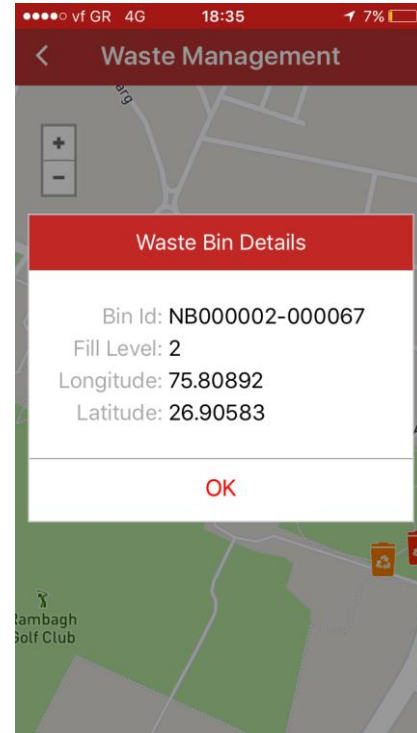 vf GR 4G 18:35 7%
Waste Management
arg
+
-
Waste Bin Details
Bin Id: NB000002-000067
Fill Level: 2
Longitude: 75.80892
Latitude: 26.90583
OK
Rambagh
Golf Club